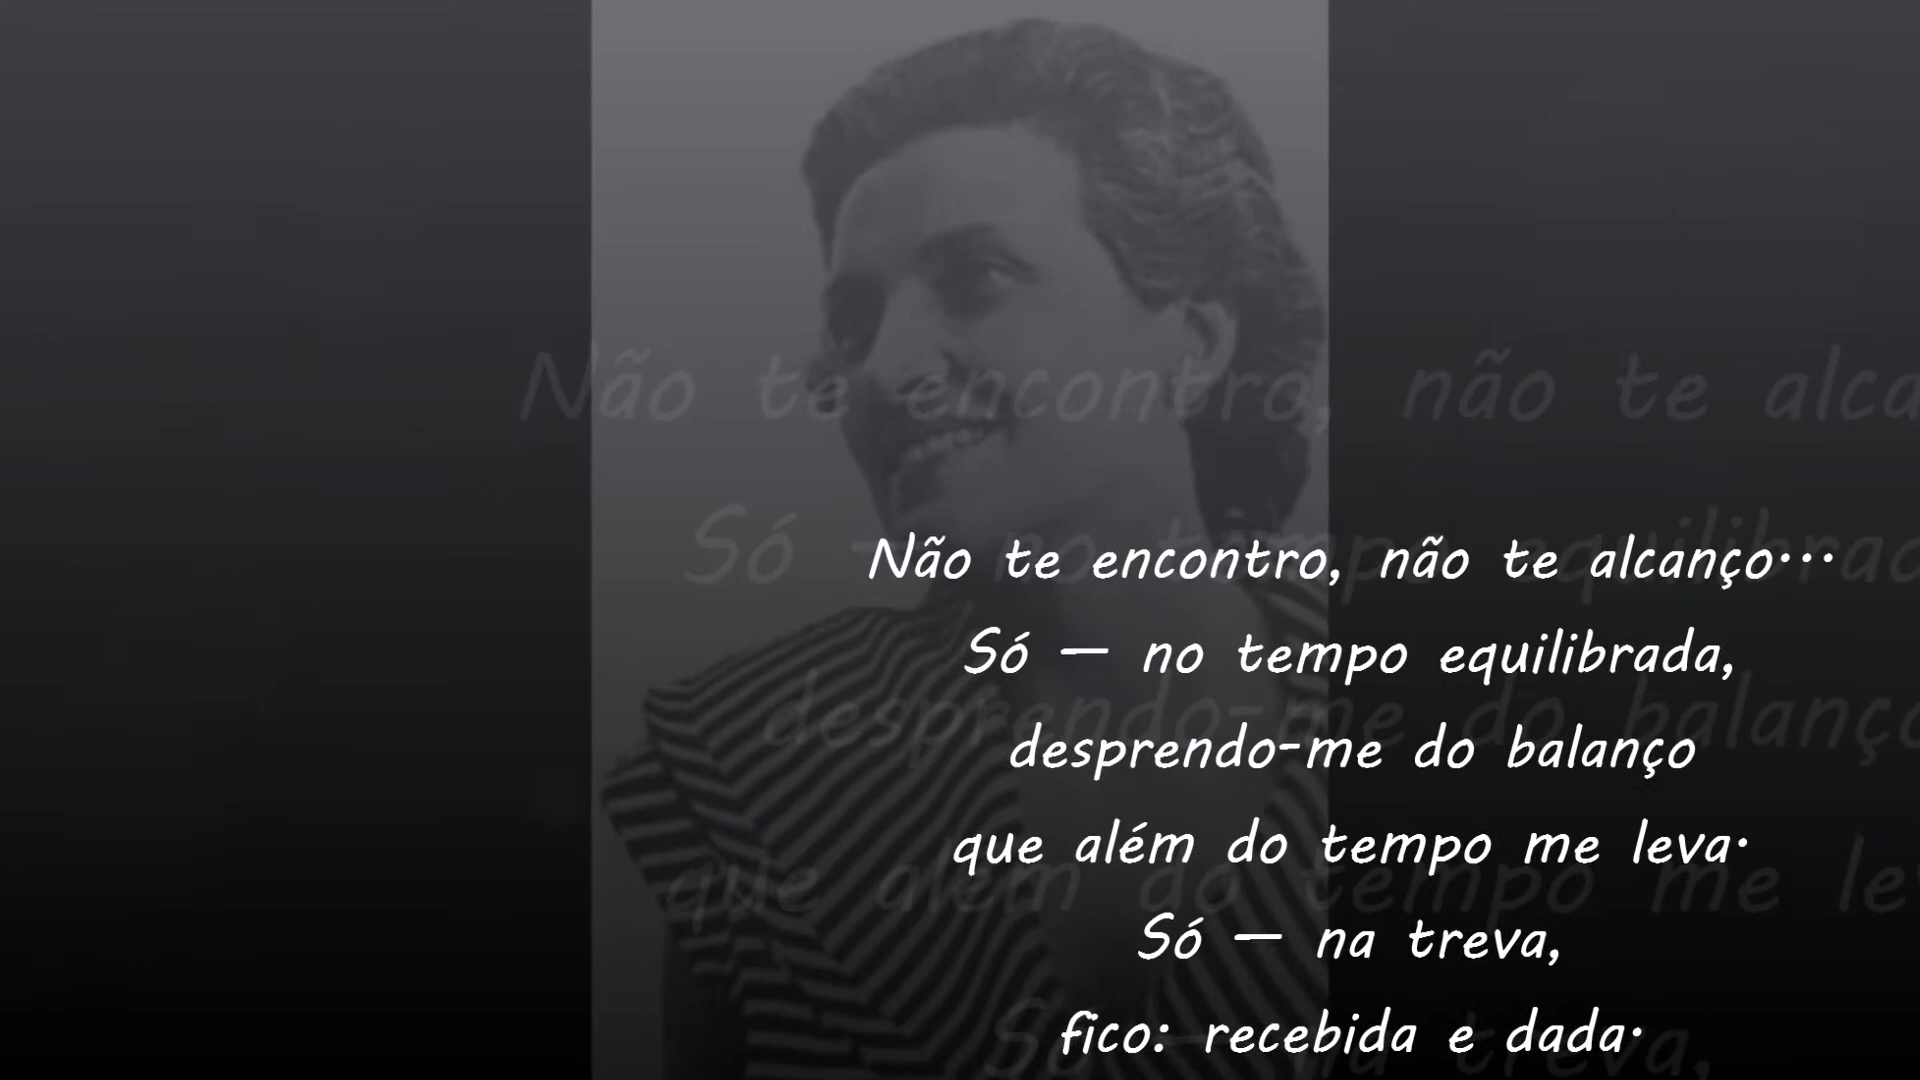 Não te encontro, não te alcanço...
Só — no tempo equilibrada,
desprendo-me do balanço
que além do tempo me leva.
Só — na treva,
fico: recebida e dada.